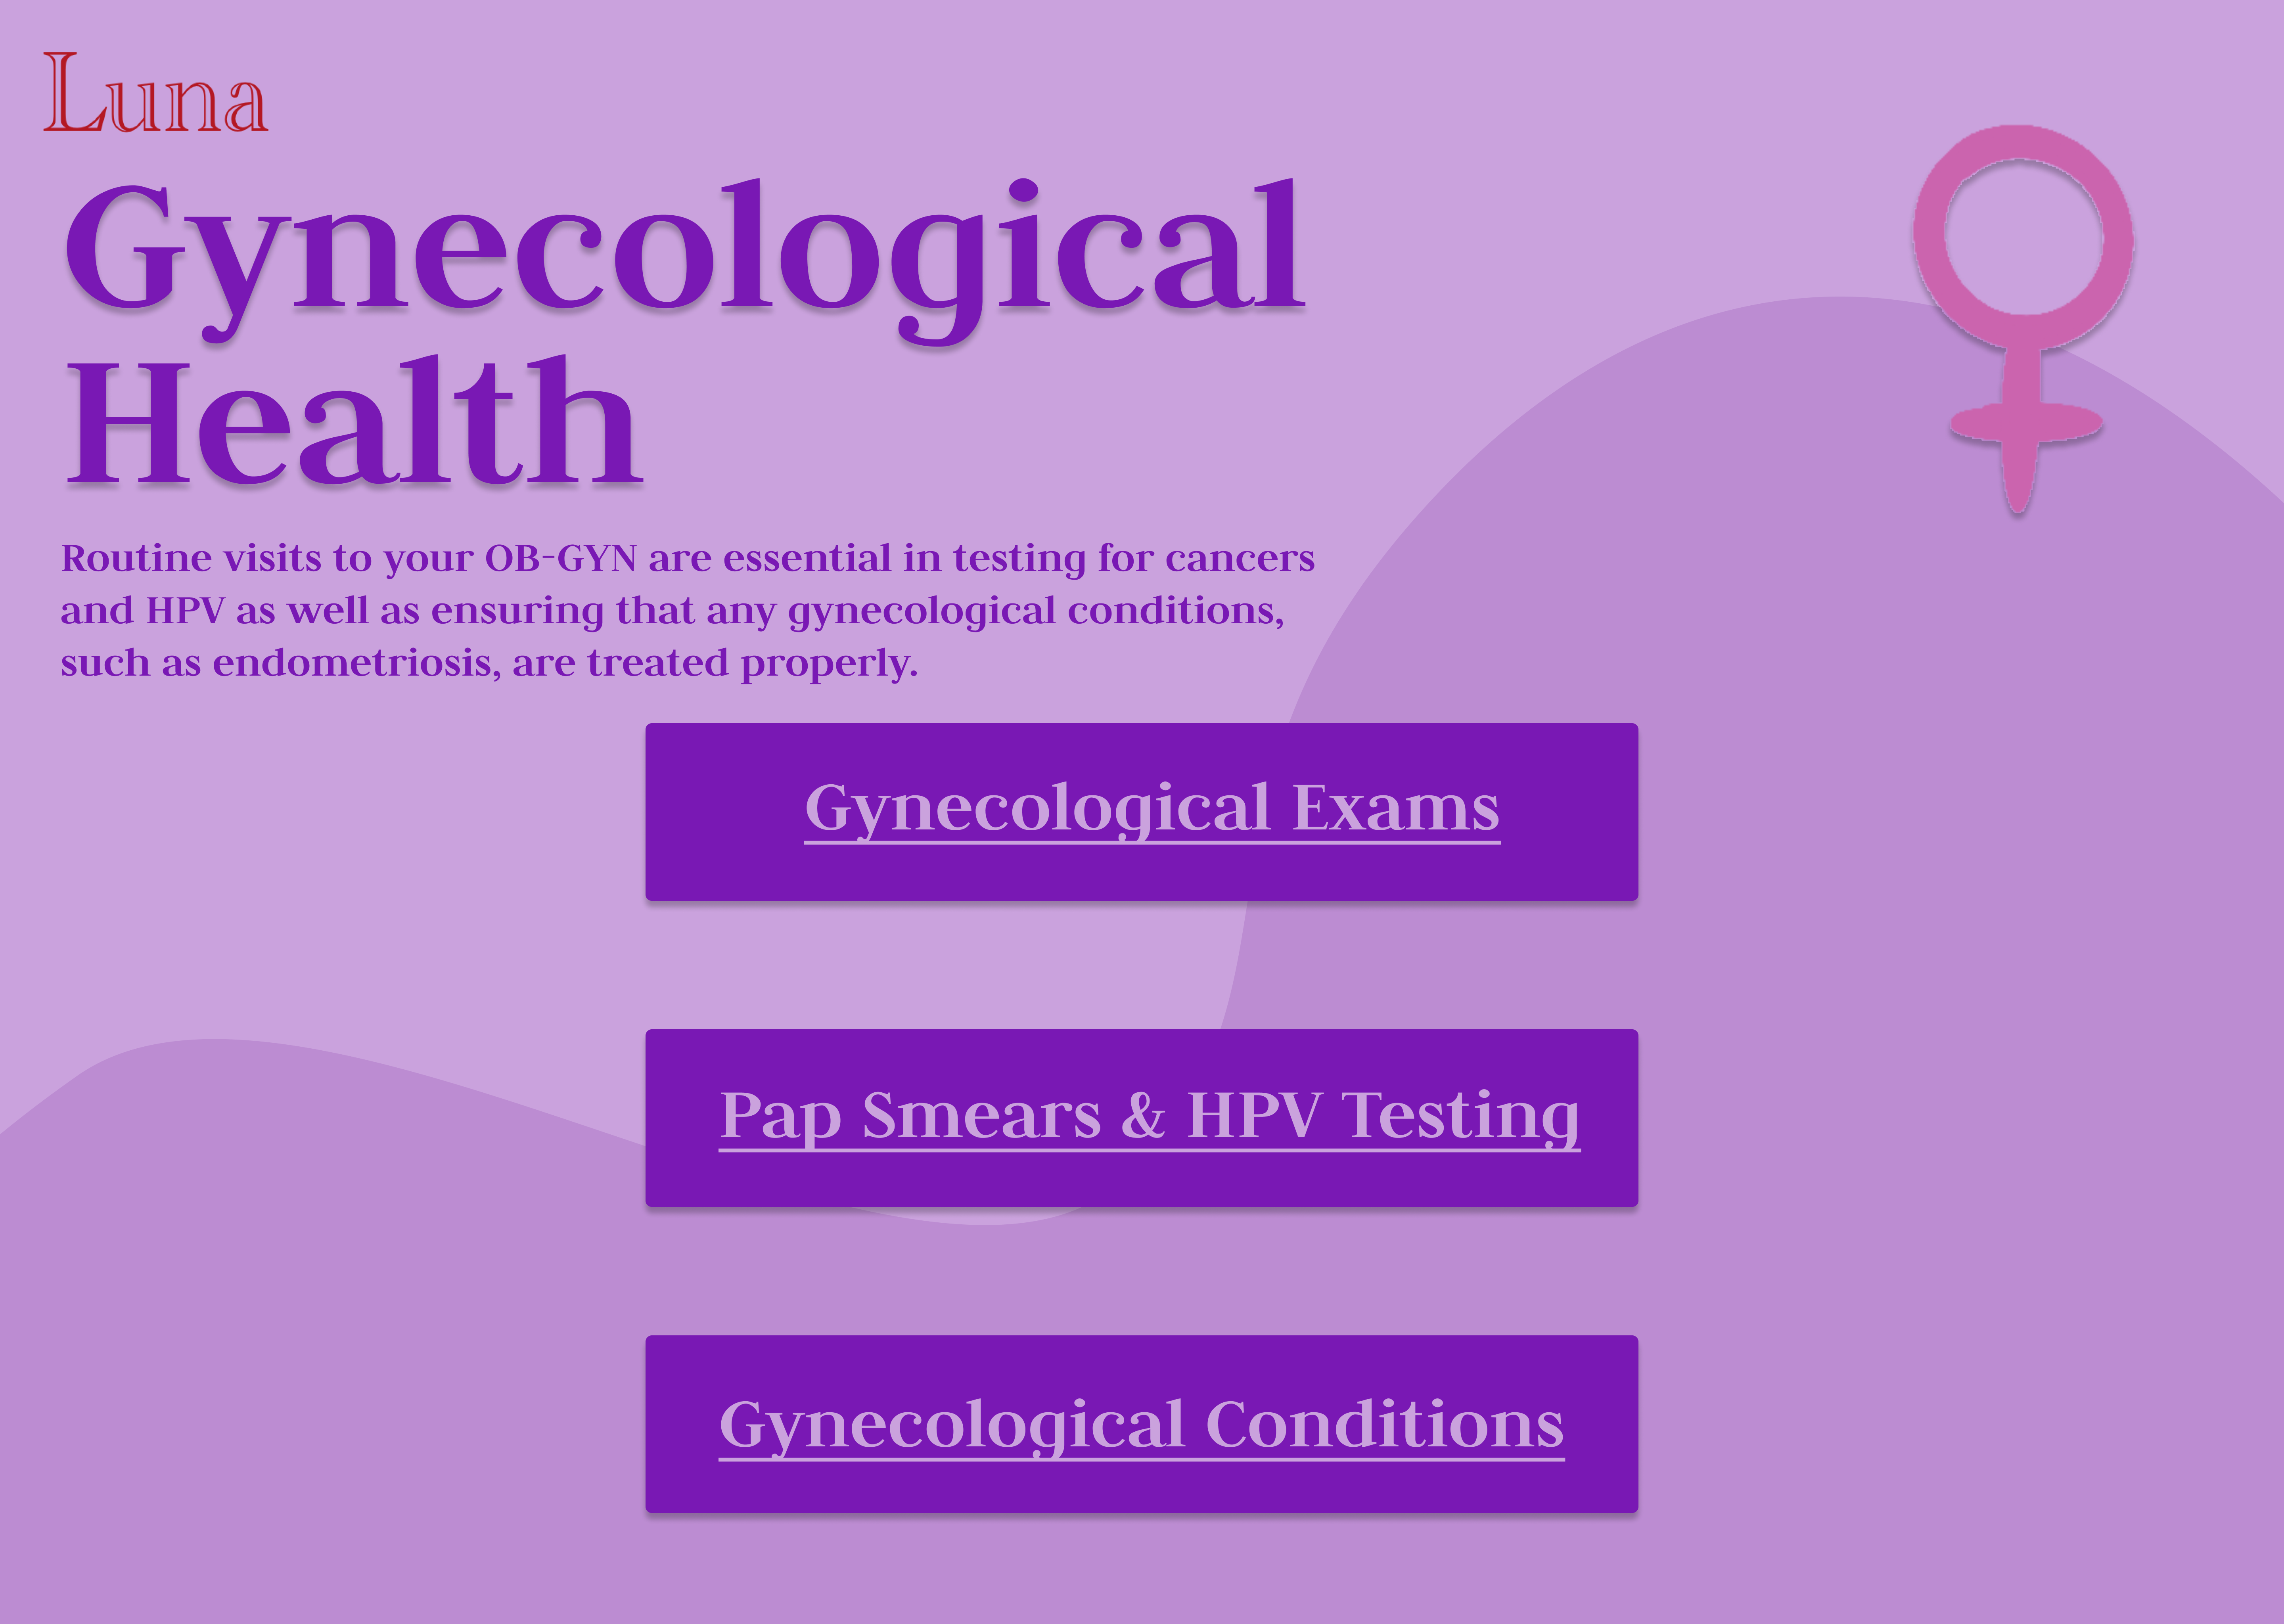 Luna
Gynecological
Health
Routine visits to your OB-GYN are essential in testing for cancers
and HPV as well as ensuring that any gynecological conditions,
such as endometriosis, are treated properly.
Gynecological Exams
Pap Smears & HPV Testing
Gynecological Conditions